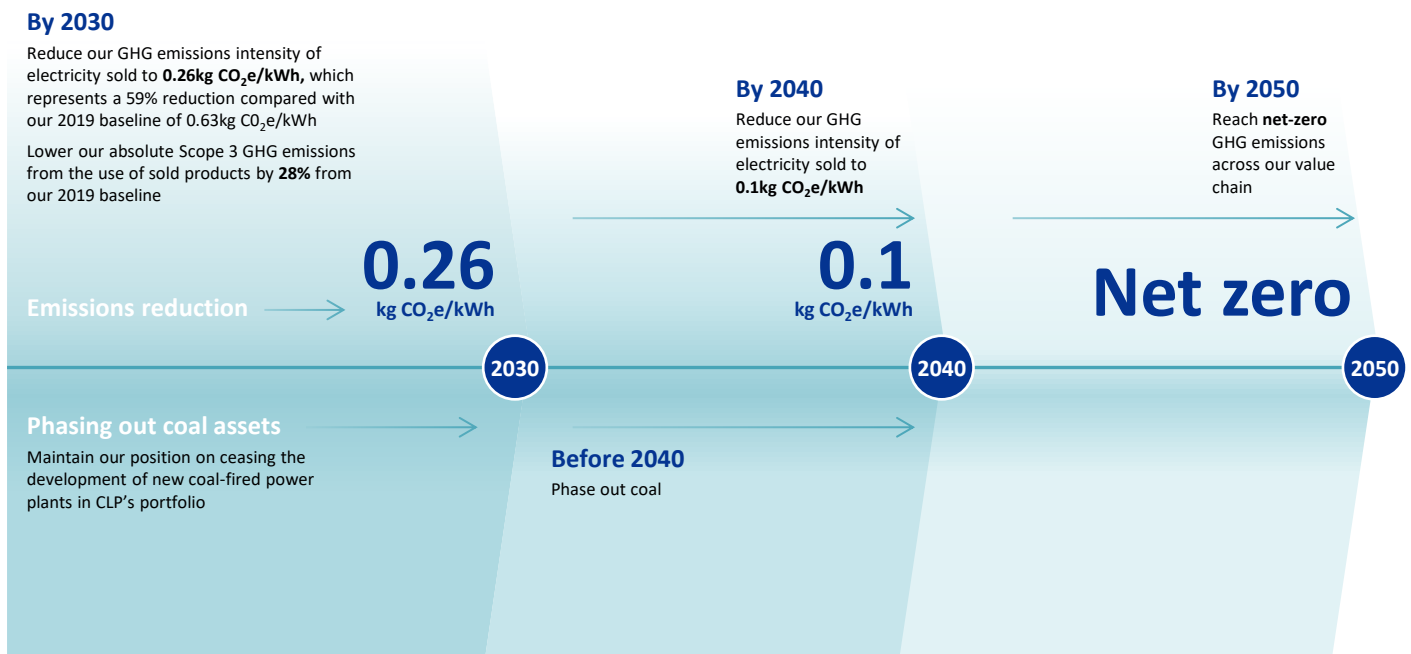 By 2030
Reduce our GHG emissions intensity of
electricity sold to 0.26kg CO₂e/kWh, which
represents a 59% reduction compared with
our 2019 baseline of 0.63kg C0₂e/kWh
Lower our absolute Scope 3 GHG emissions
from the use of sold products by 28% from
our 2019 baseline
By 2040
Reduce our GHG
emissions intensity of
electricity sold to
0.1kg CO₂e/kWh
By 2050
Reach net-zero
GHG emissions
across our value
chain
Emissions reduction
0.26
kg CO₂e/kWh
0.1
kg CO₂e/kWh
Net zero
2030
2040
2050
Phasing out coal assets
Maintain our position on ceasing the
development of new coal-fired power
plants in CLP's portfolio
Before 2040
Phase out coal